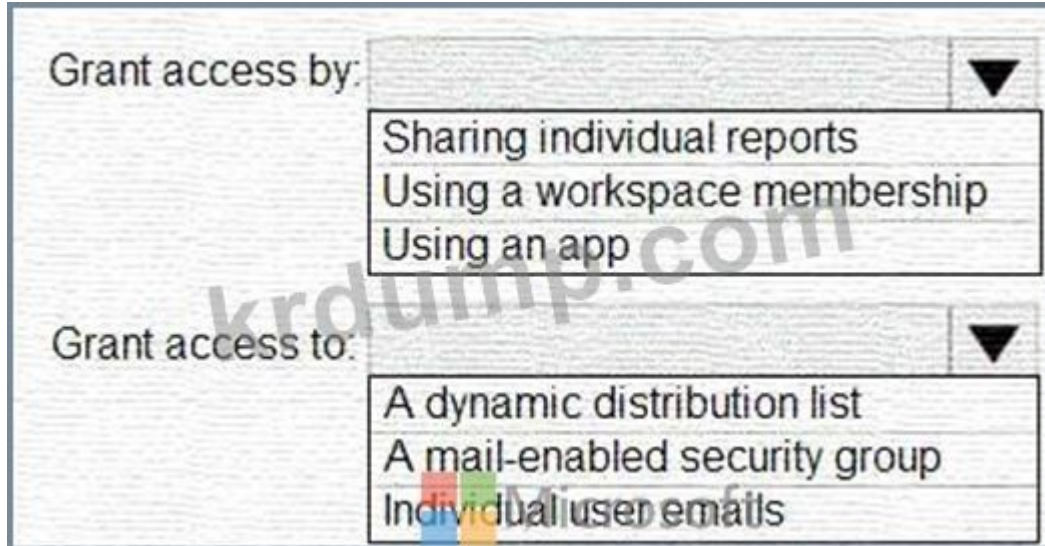 Grant access by:
Sharing individual reports
Using a workspace membership
Using an app
krdump.com
Grant access to:
A dynamic distribution list
A mail-enabled security group
Individual user emails
Microsoft